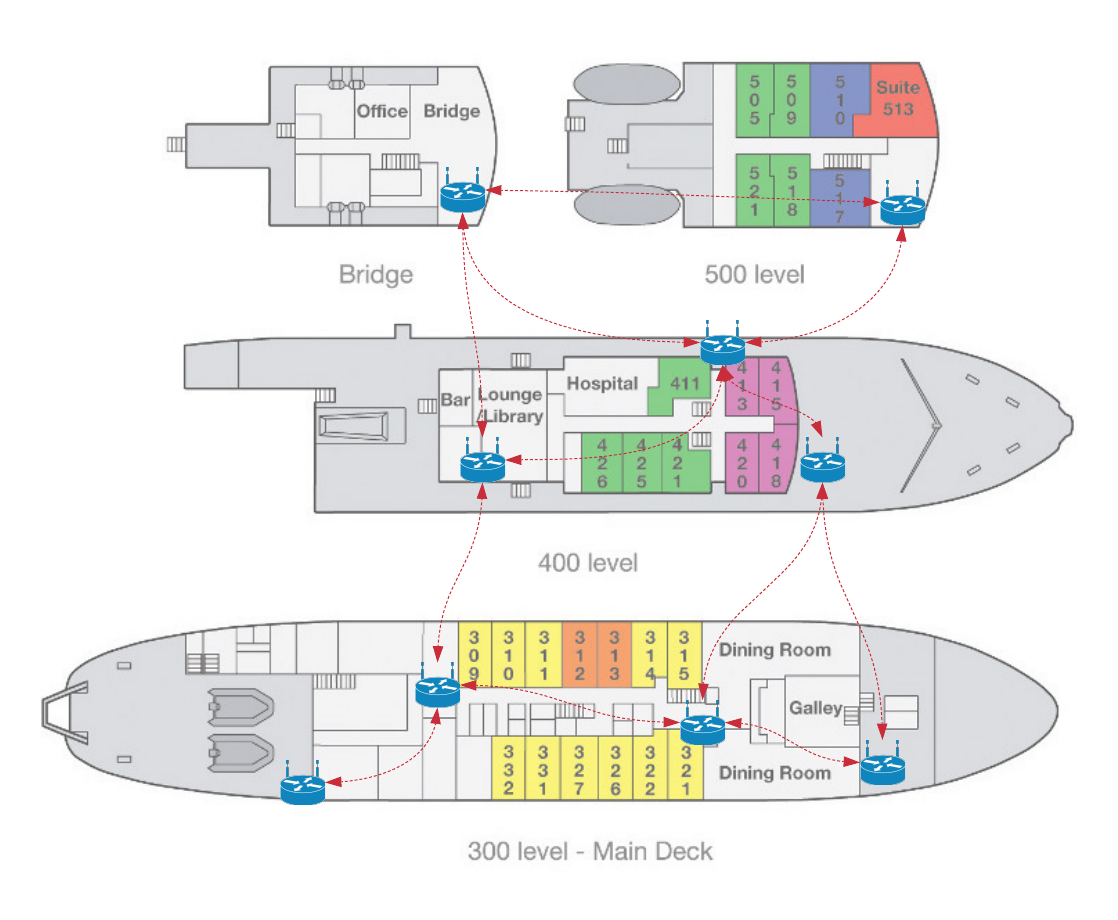 Office
Bridge
505
509
510
Suite
513
521
518
517
Bridge
500 level
Bar
Lounge
/Library
Hospital
411
413
415
426
425
421
420
418
400 level
309
310
311
312
313
314
315
Dining Room
Galley
332
331
327
326
322
321
Dining Room
300 level - Main Deck